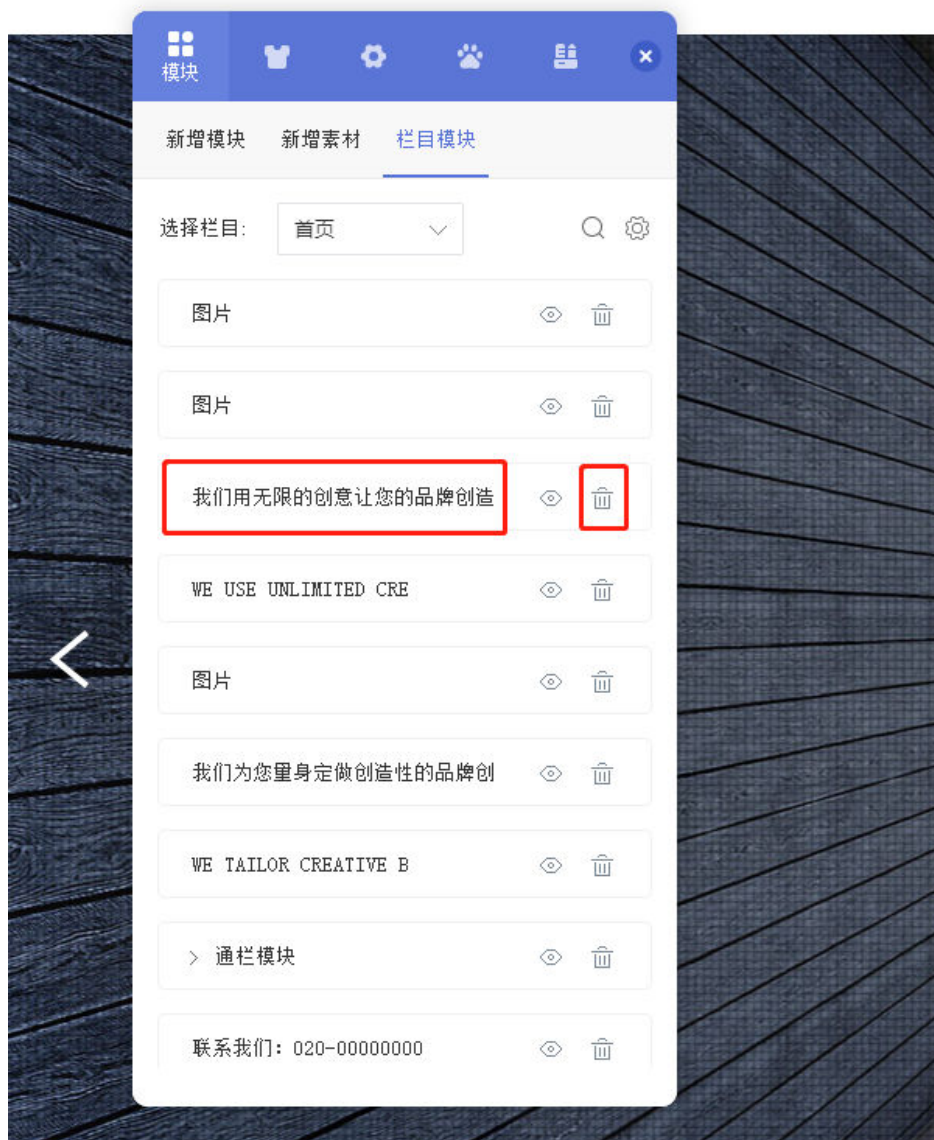 模块
新增模块 新增素材 栏目模块
选择栏目: 首页
图片
图片
我们用无限的创意让您的品牌创造
WE USE UNLIMITED CRE
图片
我们为您量身定做创造性的品牌创
WE TAILOR CREATIVE B
通栏模块
联系我们：020-00000000